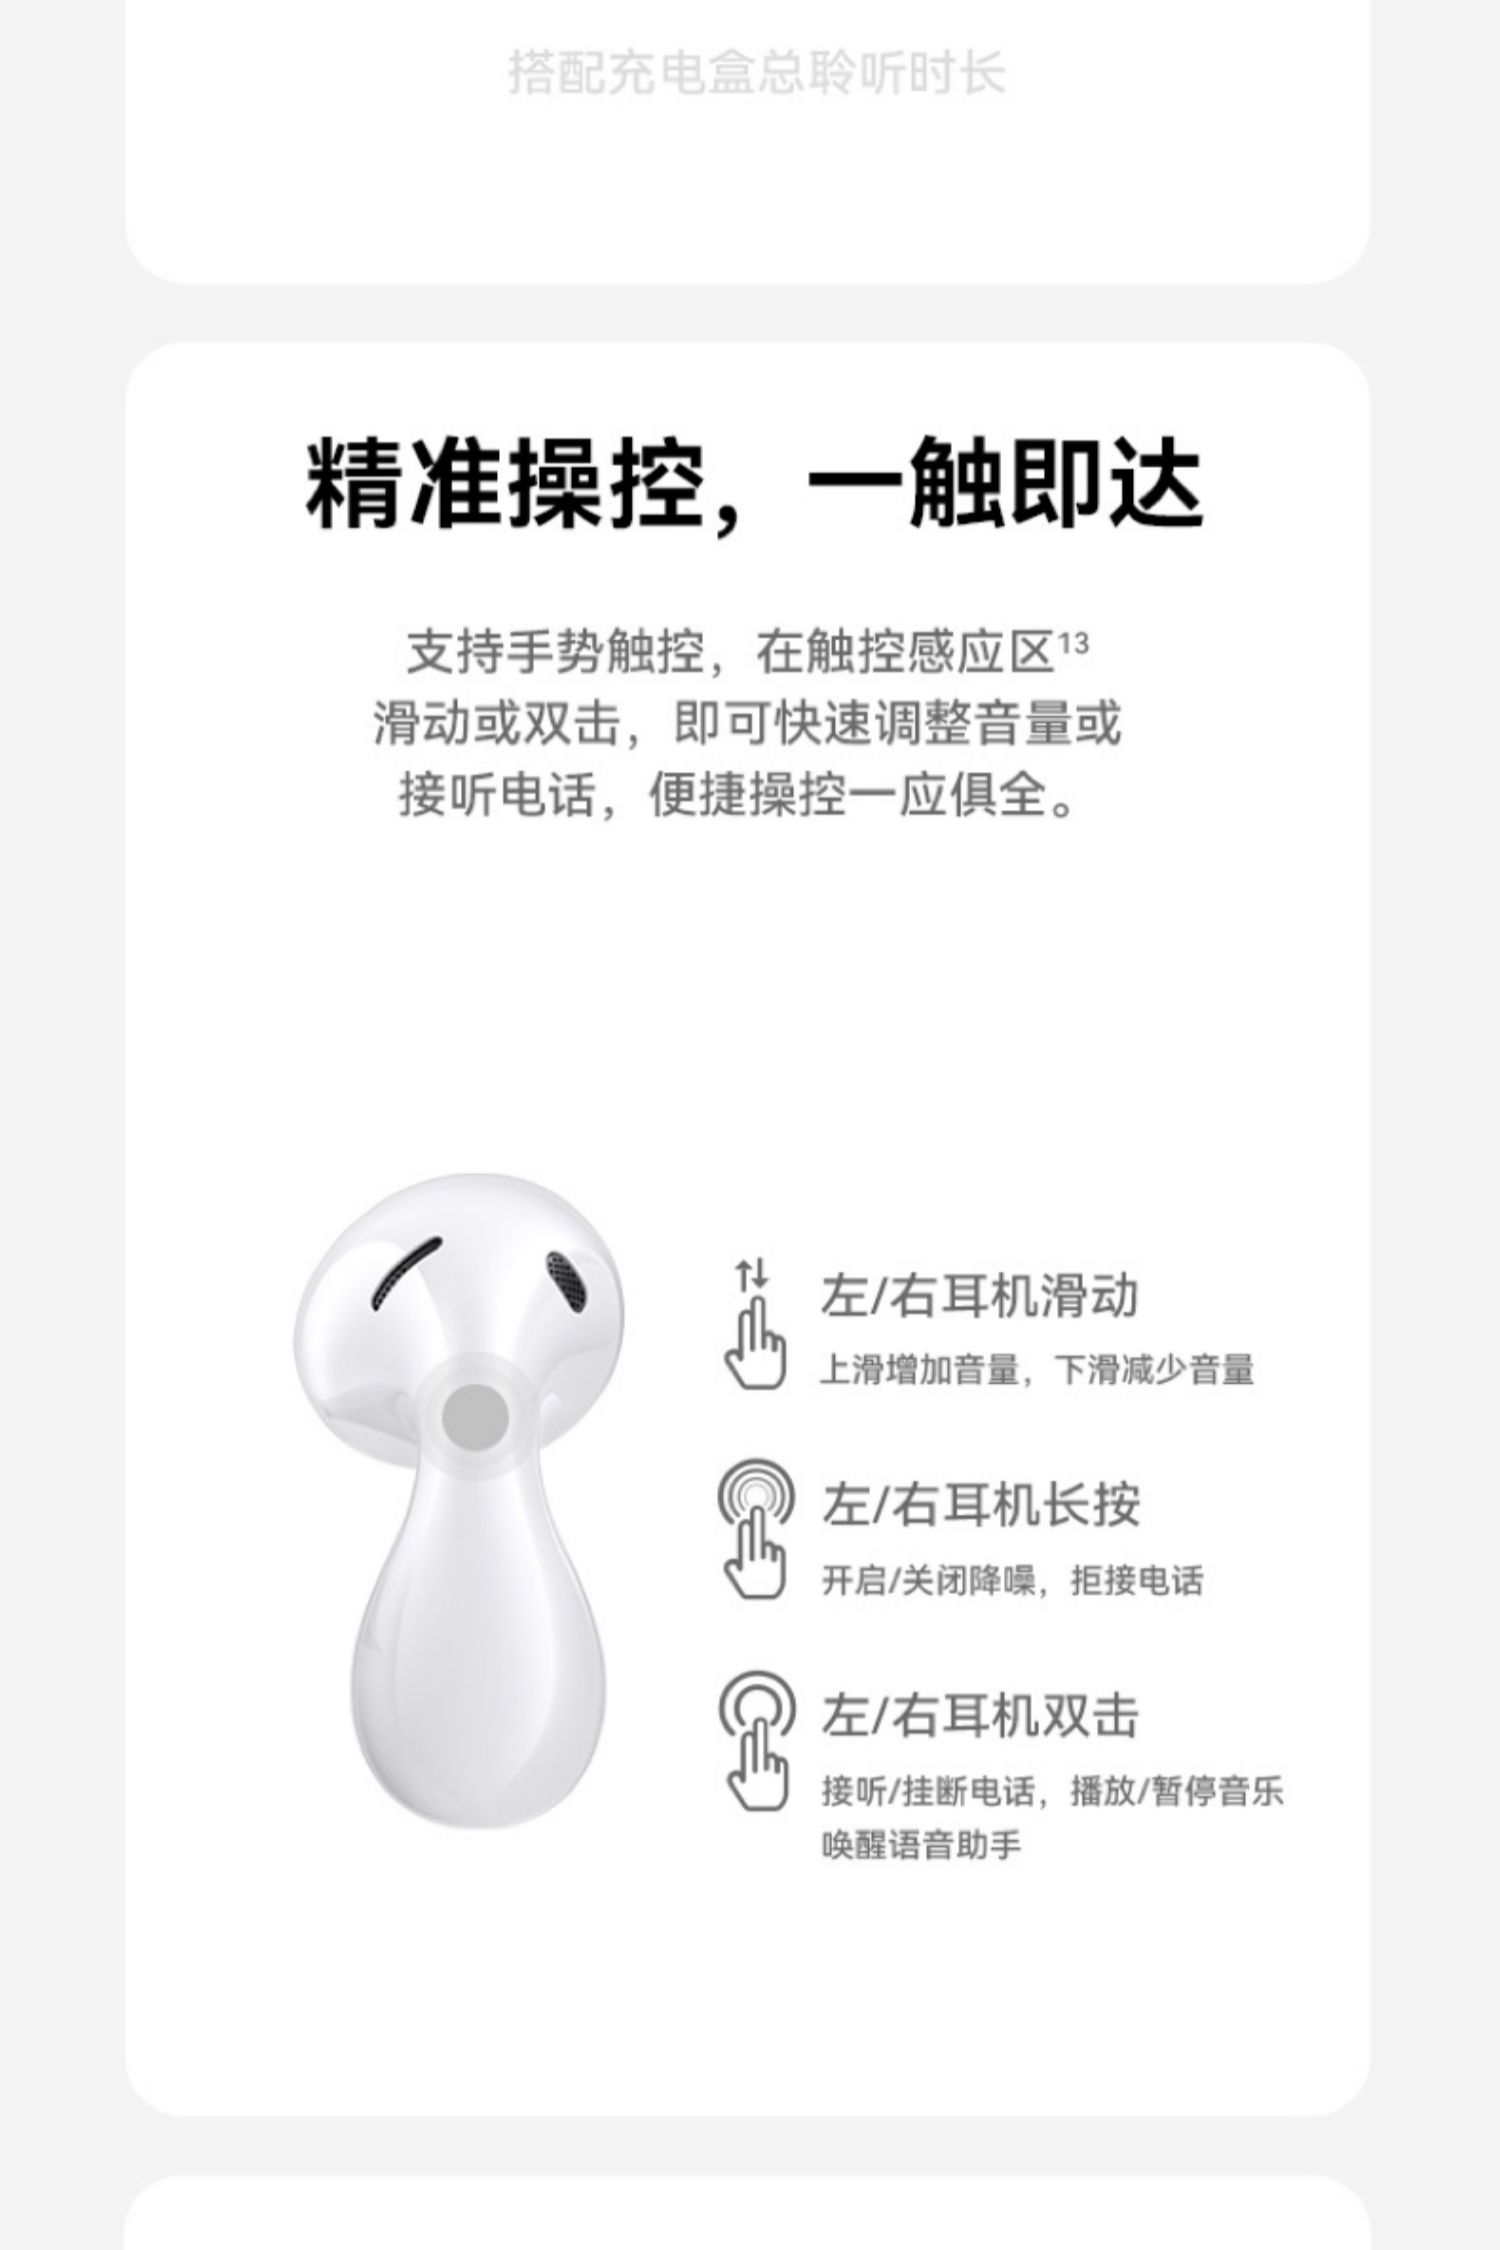 搭配充电盒总聆听时长
精准操控，一触即达
支持手势触控，在触控感应区¹³
滑动或双击，即可快速调整音量或
接听电话，便捷操控一应俱全。
左/右耳机滑动
上滑增加音量，下滑减少音量
左/右耳机长按
开启/关闭降噪，拒接电话
左/右耳机双击
接听/挂断电话，播放/暂停音乐
唤醒语音助手